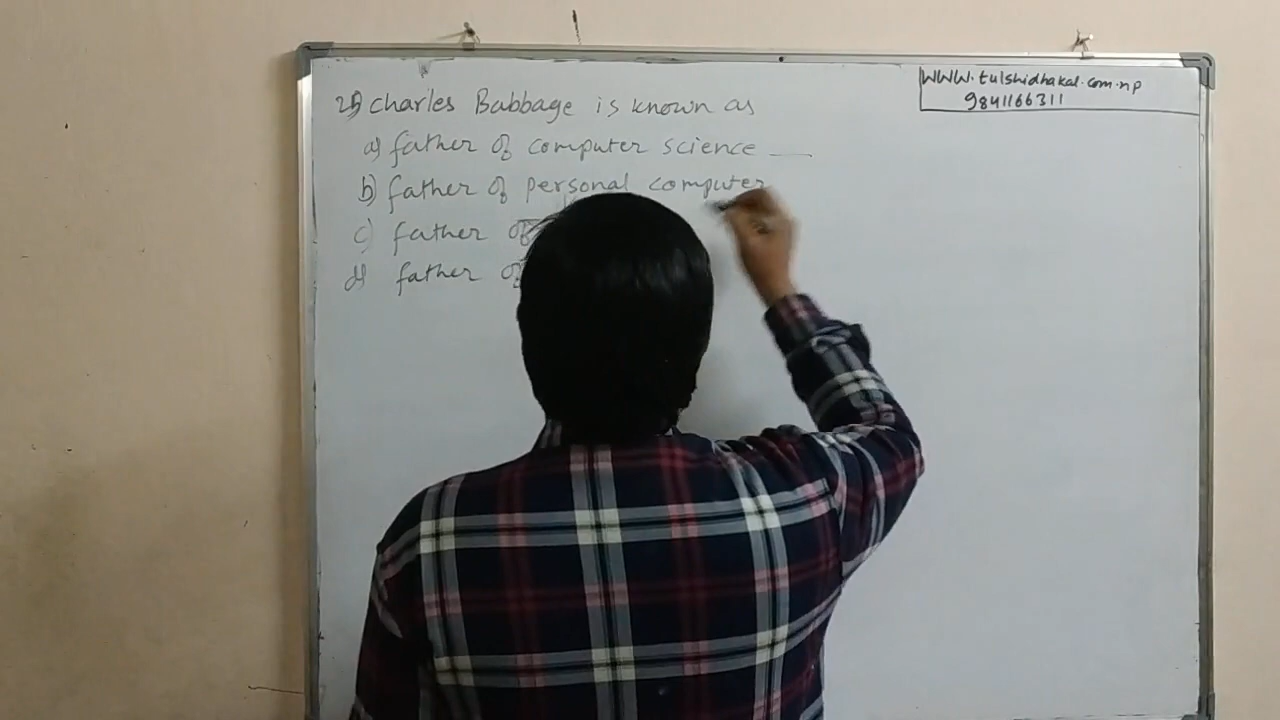 Charles Babbage is known as
a) father of computer science __
b) father of personal computer
c) father of
d) father of
www.tulshidhakal.com.np
9841166311